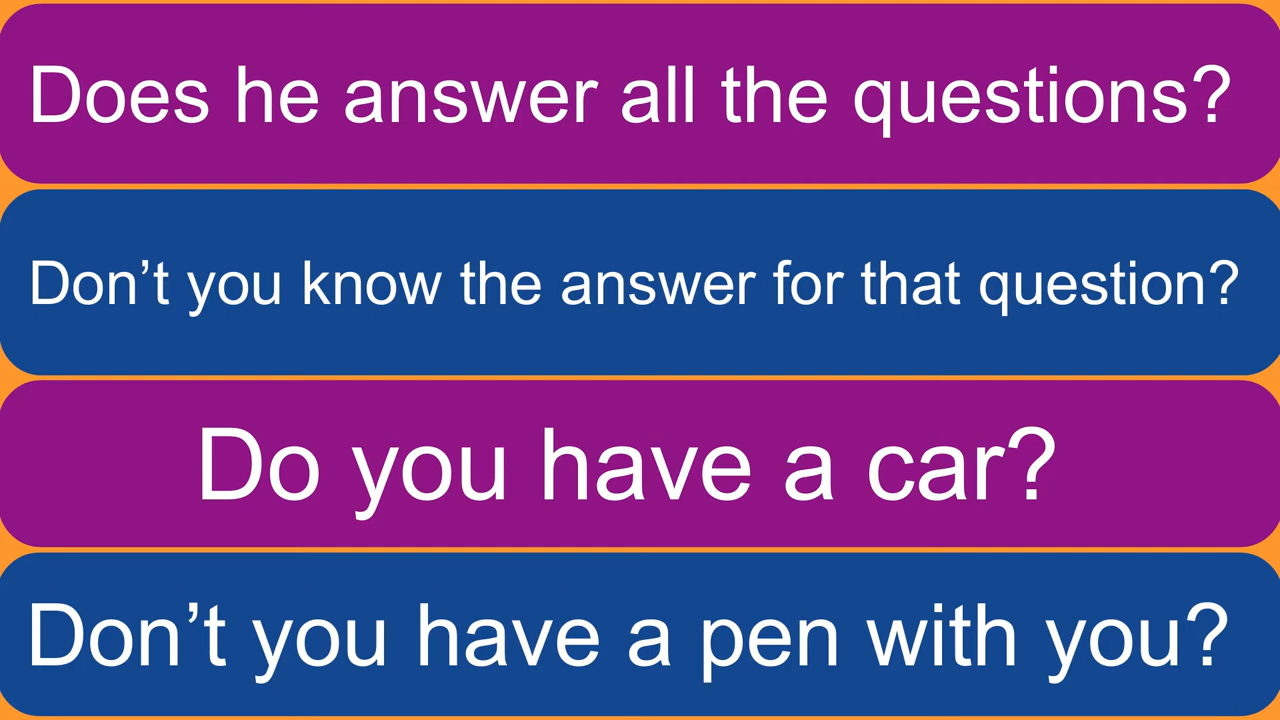 Does he answer all the questions?
Don’t you know the answer for that question?
Do you have a car?
Don’t you have a pen with you?